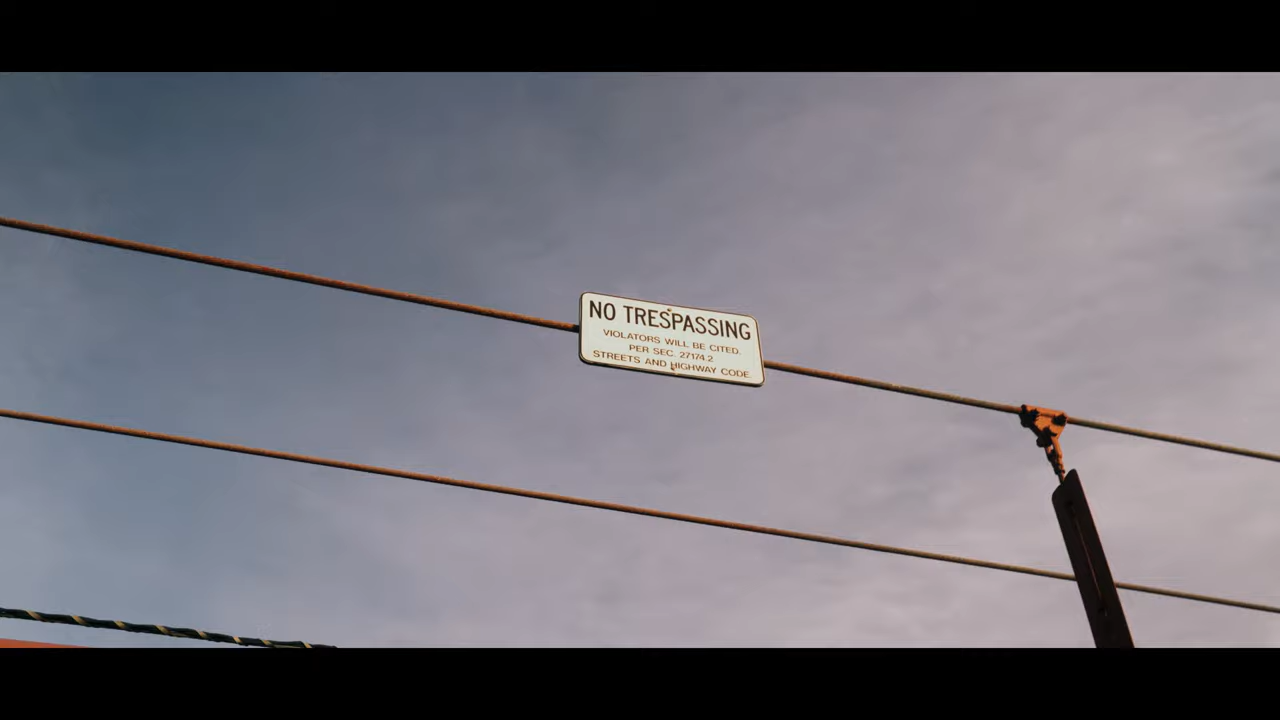 NO TRESPASSING
VIOLATORS WILL BE CITED.
PER SEC. 27174.2
STREETS AND HIGHWAY CODE.